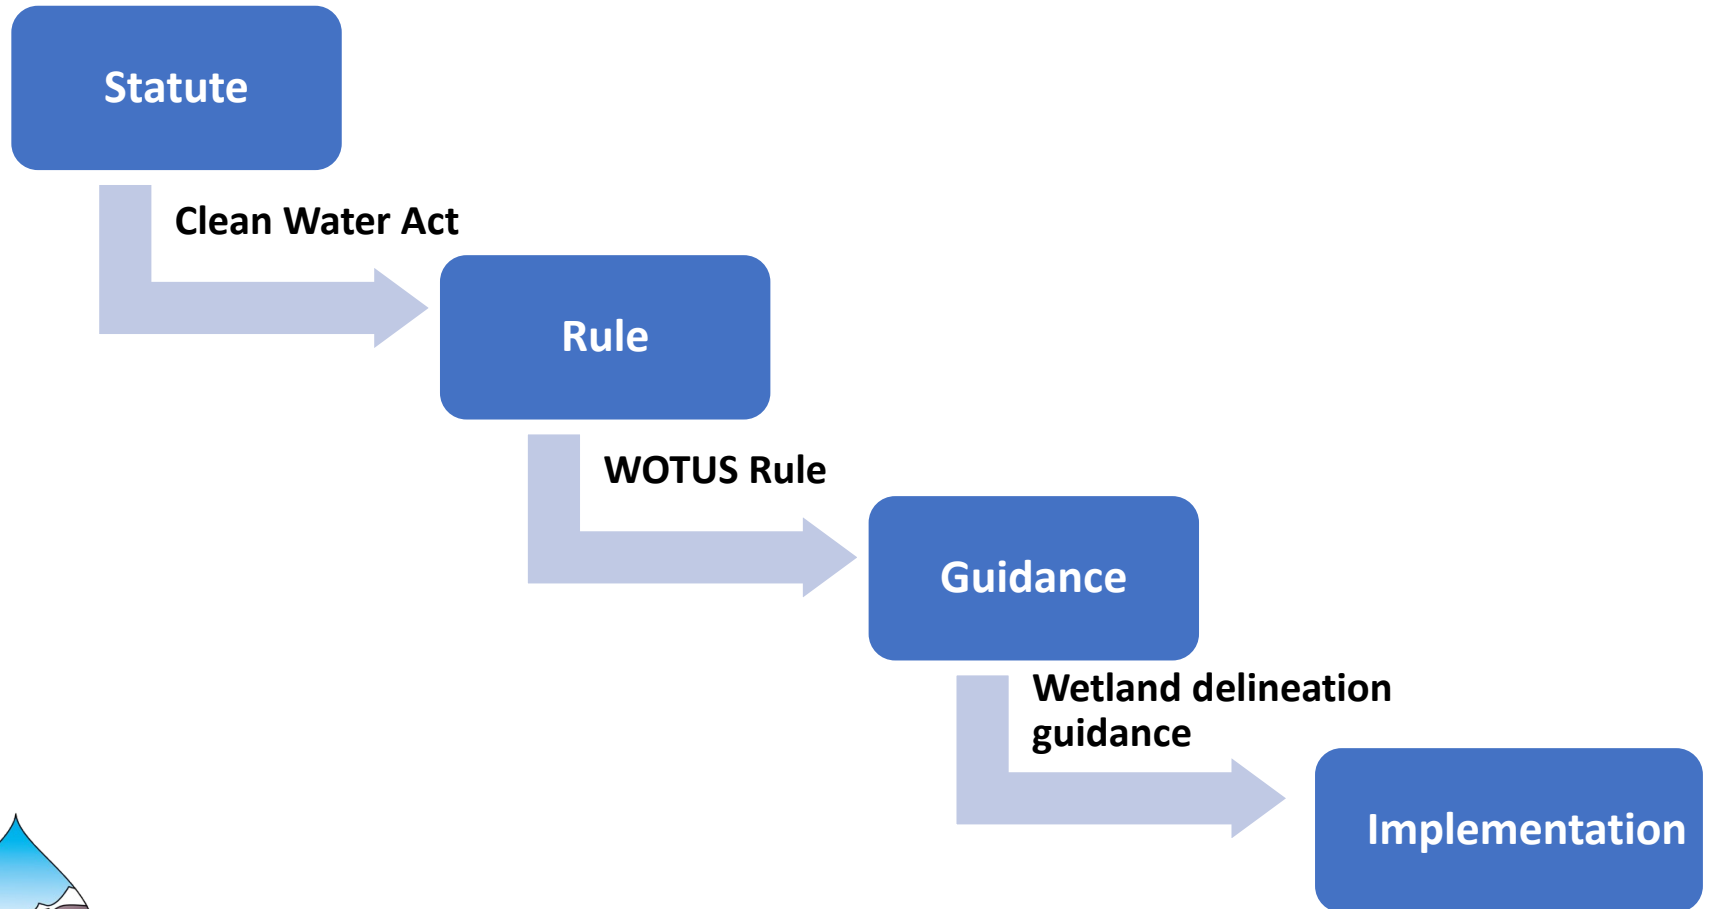 Statute
Clean Water Act
Rule
WOTUS Rule
Guidance
Wetland delineation
guidance
Implementation